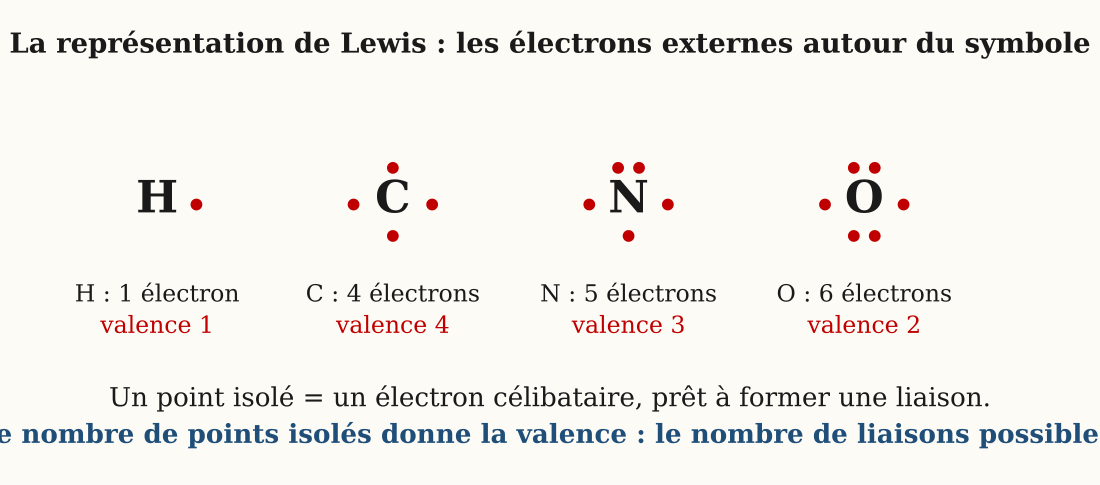 La représentation de Lewis : les électrons externes autour du symbole
H C N O
H : 1 électron C : 4 électrons N : 5 électrons O : 6 électrons
valence 1 valence 4 valence 3 valence 2
Un point isolé = un électron célibataire, prêt à former une liaison.
e nombre de points isolés donne la valence : le nombre de liaisons possible